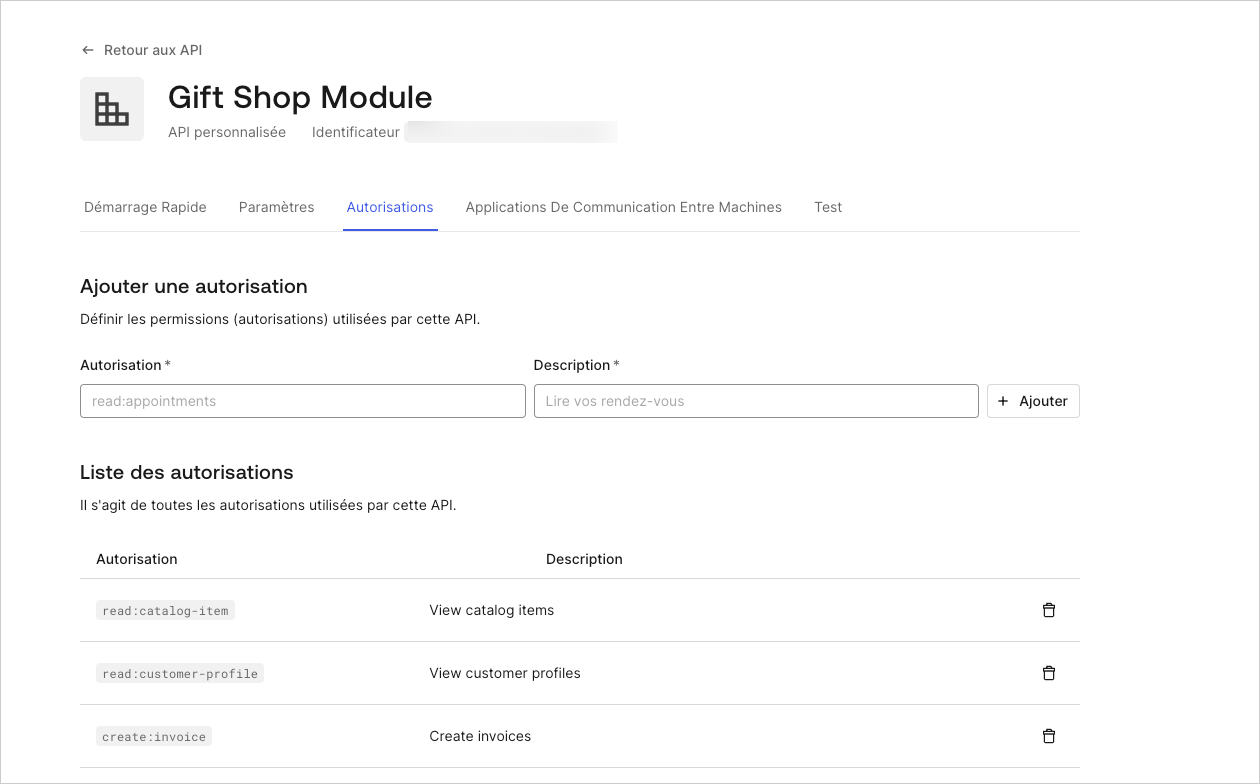 Retour aux API
Gift Shop Module
API personnalisée Identificateur
Démarrage Rapide Paramètres Autorisations Applications De Communication Entre Machines Test
Ajouter une autorisation
Définir les permissions (autorisations) utilisées par cette API.
Autorisation * Description *
read:appointments Lire vos rendez-vous + Ajouter
Liste des autorisations
Il s'agit de toutes les autorisations utilisées par cette API.
Autorisation Description
read:catalog-item View catalog items
read:customer-profile View customer profiles
create:invoice Create invoices